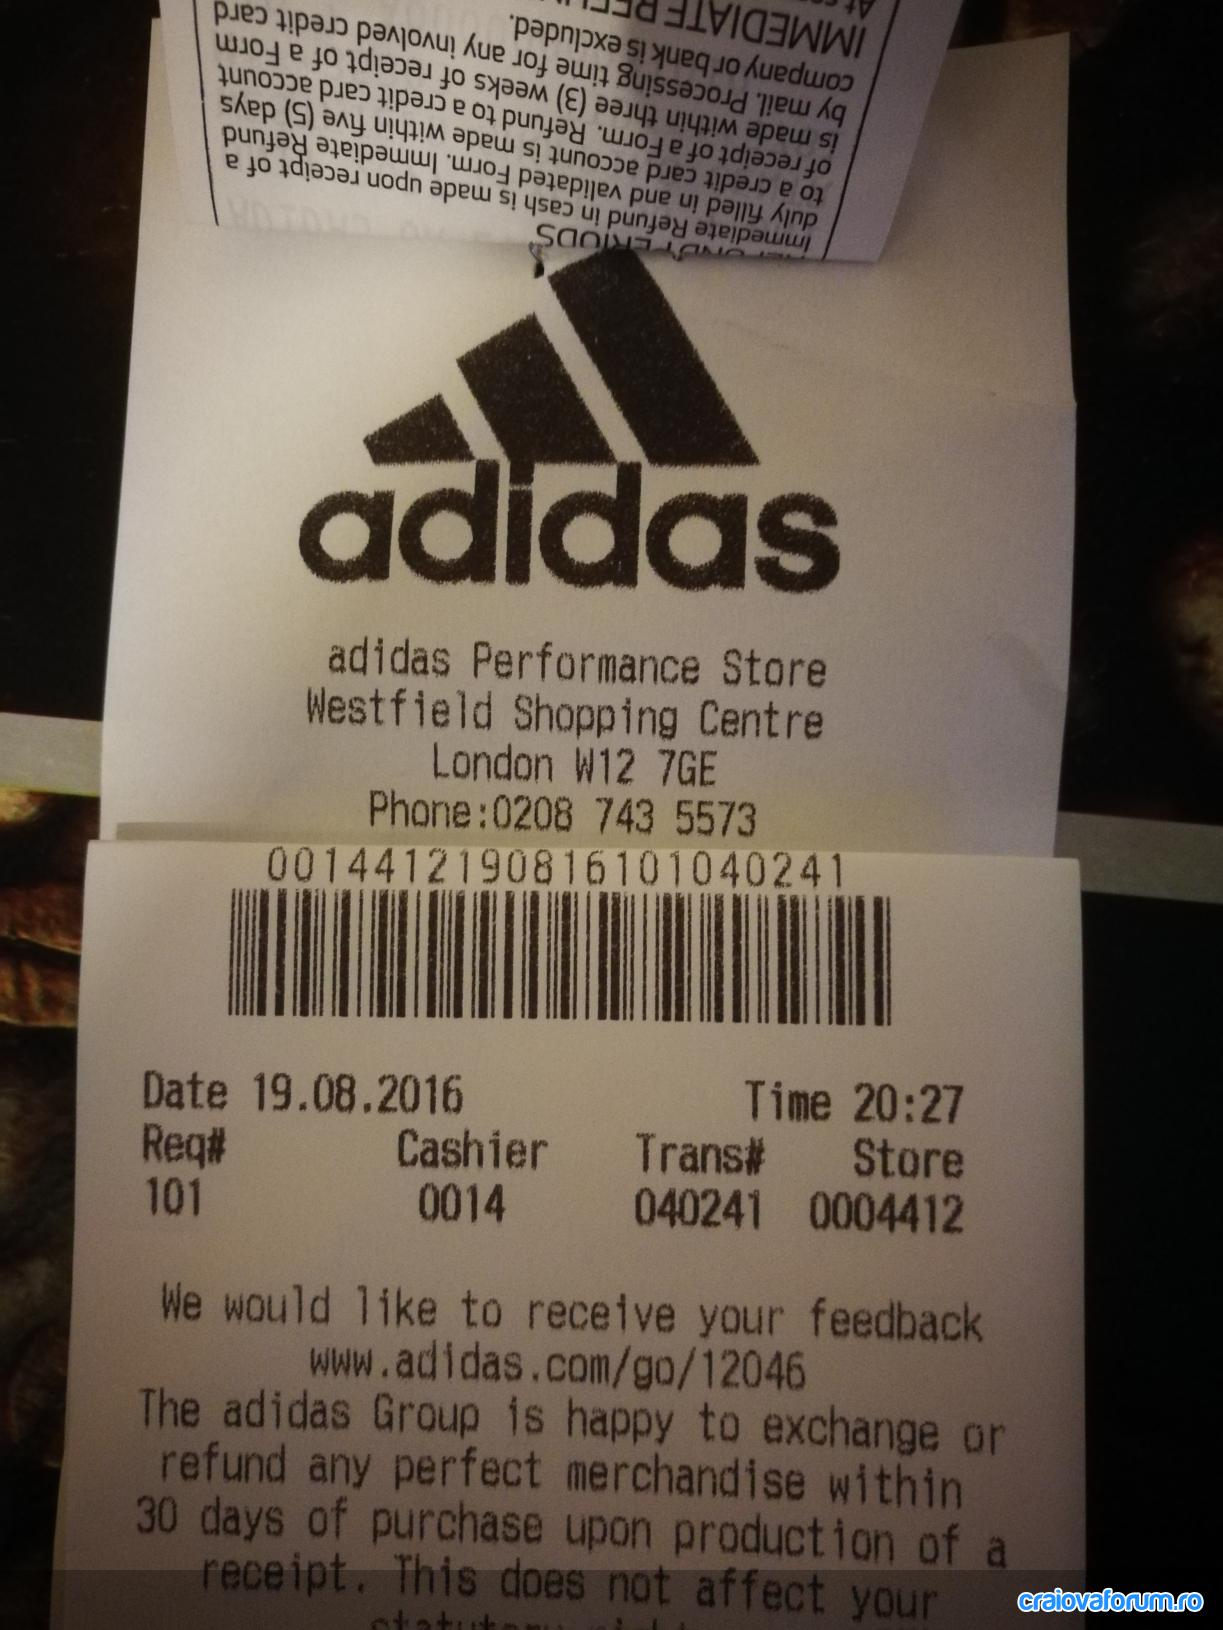 At
IMMEDIATE
company or bank is excluded.
by mail. Processing time for any involved credit card
is made within three (3) weeks of receipt of a Form
of receipt of a Form. Refund to a credit card account
to a credit card account is made within five (5) days
duly filled in and validated Form. Immediate Refund
Immediate Refund in cash is made upon receipt of a
PERIODS
adidas
adidas Performance Store
Westfield Shopping Centre
London W12 7GE
Phone:0208 743 5573
001441219081610104​0241
Date 19.08.2016 Time 20:27
Req# Cashier Trans# Store
101 0014 040241 0004412
We would like to receive your feedback
www.adidas.com/go/12046
The adidas Group is happy to exchange or
refund any perfect merchandise within
30 days of purchase upon production of a
receipt. This does not affect your
statutory
craiovaforum.ro